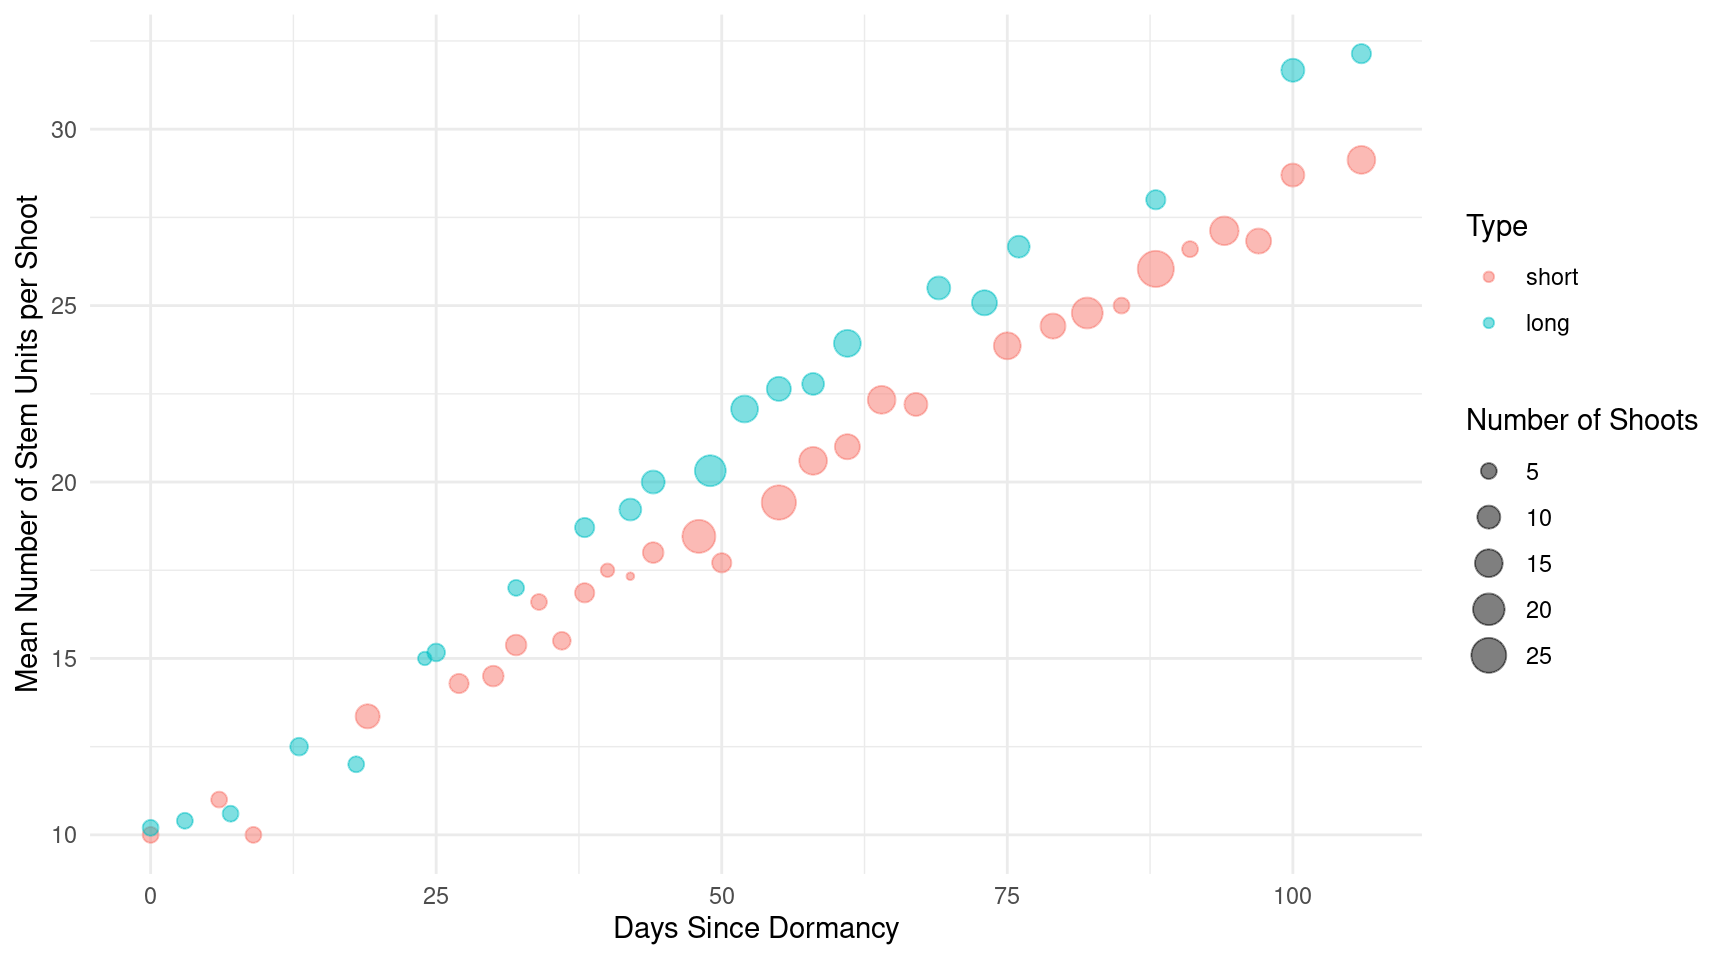 Mean Number of Stem Units per Shoot
30
25
20
15
10
0 25 50 75 100
Days Since Dormancy
Type
short
long
Number of Shoots
5
10
15
20
25